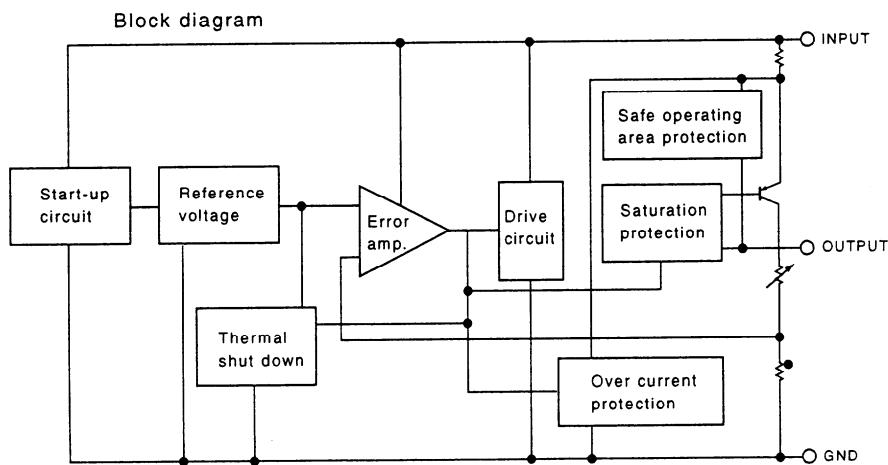 Block diagram
INPUT
Safe operating
area protection
Start-up
circuit
Reference
voltage
Error
amp.
Drive
circuit
Saturation
protection
OUTPUT
Thermal
shut down
Over current
protection
GND